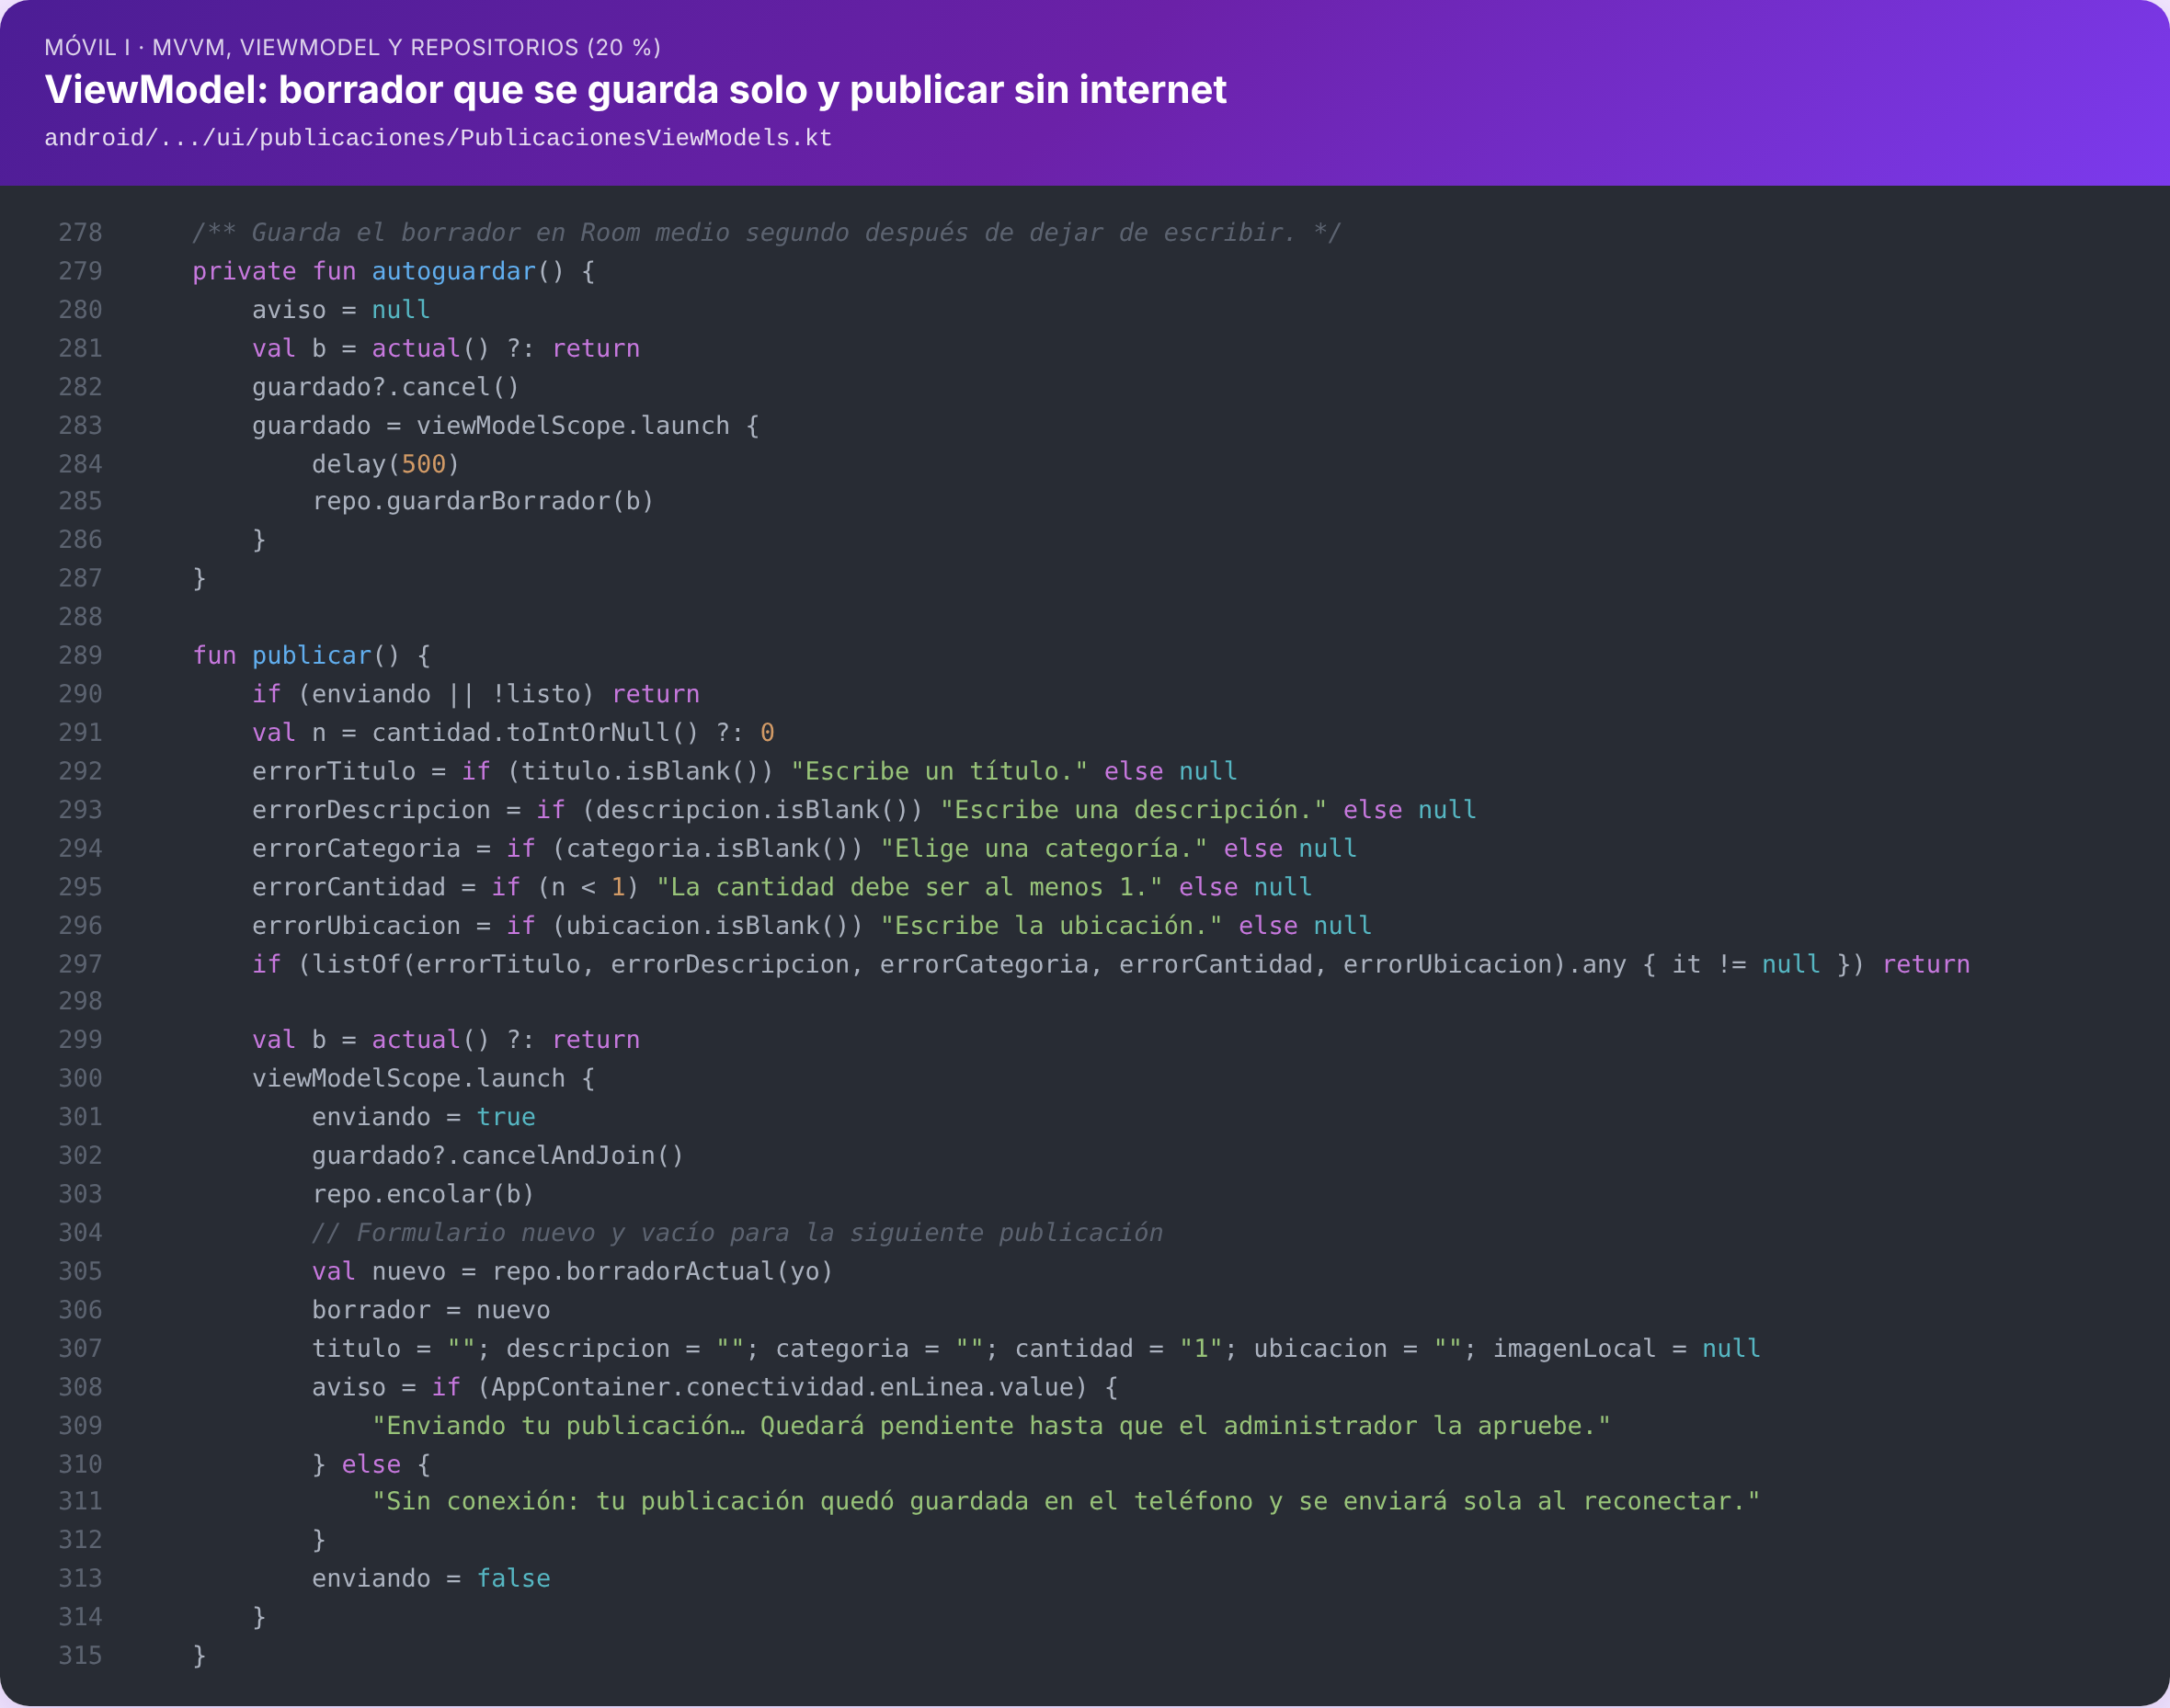 MÓVIL I · MVVM, VIEWMODEL Y REPOSITORIOS (20 %)
ViewModel: borrador que se guarda solo y publicar sin internet
android/.../ui/publicaciones/PublicacionesViewModels.kt
278 /** Guarda el borrador en Room medio segundo después de dejar de escribir. */
279 private fun autoguardar() {
280 aviso = null
281 val b = actual() ?: return
282 guardado?.cancel()
283 guardado = viewModelScope.launch {
284 delay(500)
285 repo.guardarBorrador(b)
286 }
287 }
288
289 fun publicar() {
290 if (enviando || !listo) return
291 val n = cantidad.toIntOrNull() ?: 0
292 errorTitulo = if (titulo.isBlank()) "Escribe un título." else null
293 errorDescripcion = if (descripcion.isBlank()) "Escribe una descripción." else null
294 errorCategoria = if (categoria.isBlank()) "Elige una categoría." else null
295 errorCantidad = if (n < 1) "La cantidad debe ser al menos 1." else null
296 errorUbicacion = if (ubicacion.isBlank()) "Escribe la ubicación." else null
297 if (listOf(errorTitulo, errorDescripcion, errorCategoria, errorCantidad, errorUbicacion).any { it != null }) return
298
299 val b = actual() ?: return
300 viewModelScope.launch {
301 enviando = true
302 guardado?.cancelAndJoin()
303 repo.encolar(b)
304 // Formulario nuevo y vacío para la siguiente publicación
305 val nuevo = repo.borradorActual(yo)
306 borrador = nuevo
307 titulo = ""; descripcion = ""; categoria = ""; cantidad = "1"; ubicacion = ""; imagenLocal = null
308 aviso = if (AppContainer.conectividad.enLinea.value) {
309 "Enviando tu publicación… Quedará pendiente hasta que el administrador la apruebe."
310 } else {
311 "Sin conexión: tu publicación quedó guardada en el teléfono y se enviará sola al reconectar."
312 }
313 enviando = false
314 }
315 }